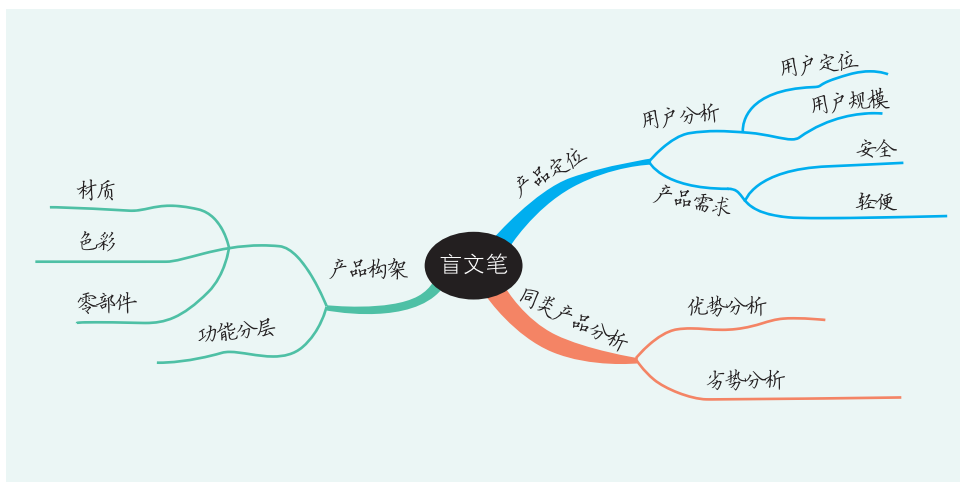 盲文笔
产品定位
用户分析
用户定位
用户规模
产品需求
安全
轻便
同类产品分析
优势分析
劣势分析
产品构架
材质
色彩
零部件
功能分层